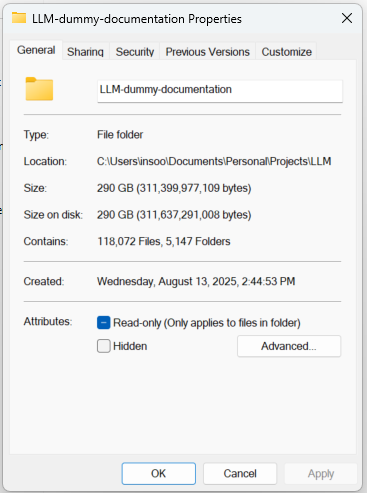 LLM-dummy-documentation Properties
General Sharing Security Previous Versions Customize
LLM-dummy-documentation
Type: File folder
Location: C:\Users\insoo\Documents\Personal\Projects\LLM
Size: 290 GB (311,399,977,109 bytes)
Size on disk: 290 GB (311,637,291,008 bytes)
Contains: 118,072 Files, 5,147 Folders
Created: Wednesday, August 13, 2025, 2:44:53 PM
Attributes: Read-only (Only applies to files in folder)
Hidden Advanced...
OK Cancel Apply